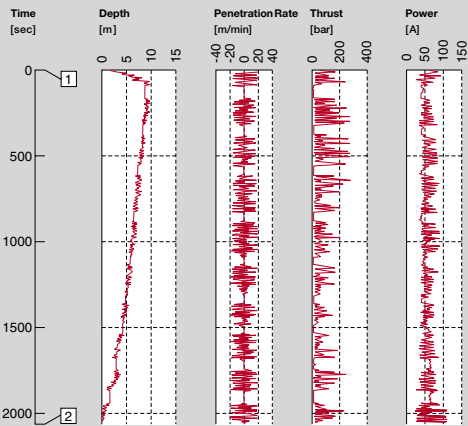 Time Depth Penetration Rate Thrust Power
[sec] [m] [m/min] [bar] [A]
0 5 10 15 -40 -20 0 20 40 0 200 400 0 50 100 150
0
1
500
1000
1500
2000
2